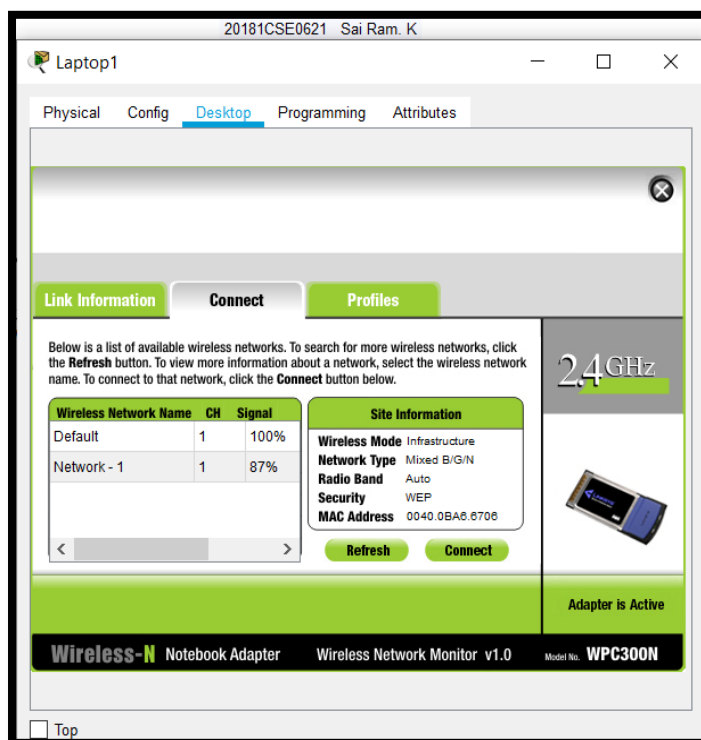 20181CSE0621 Sai Ram. K
Laptop1
Physical Config Desktop Programming Attributes
Link Information Connect Profiles
Below is a list of available wireless networks. To search for more wireless networks, click
the Refresh button. To view more information about a network, select the wireless network
name. To connect to that network, click the Connect button below.
2.4GHz
Wireless Network Name CH Signal
Default 1 100%
Network - 1 1 87%
Site Information
Wireless Mode Infrastructure
Network Type Mixed B/G/N
Radio Band Auto
Security WEP
MAC Address 0040.0BA6.6706
Refresh Connect
Adapter is Active
Wireless-N Notebook Adapter Wireless Network Monitor v1.0 Model No. WPC300N
Top